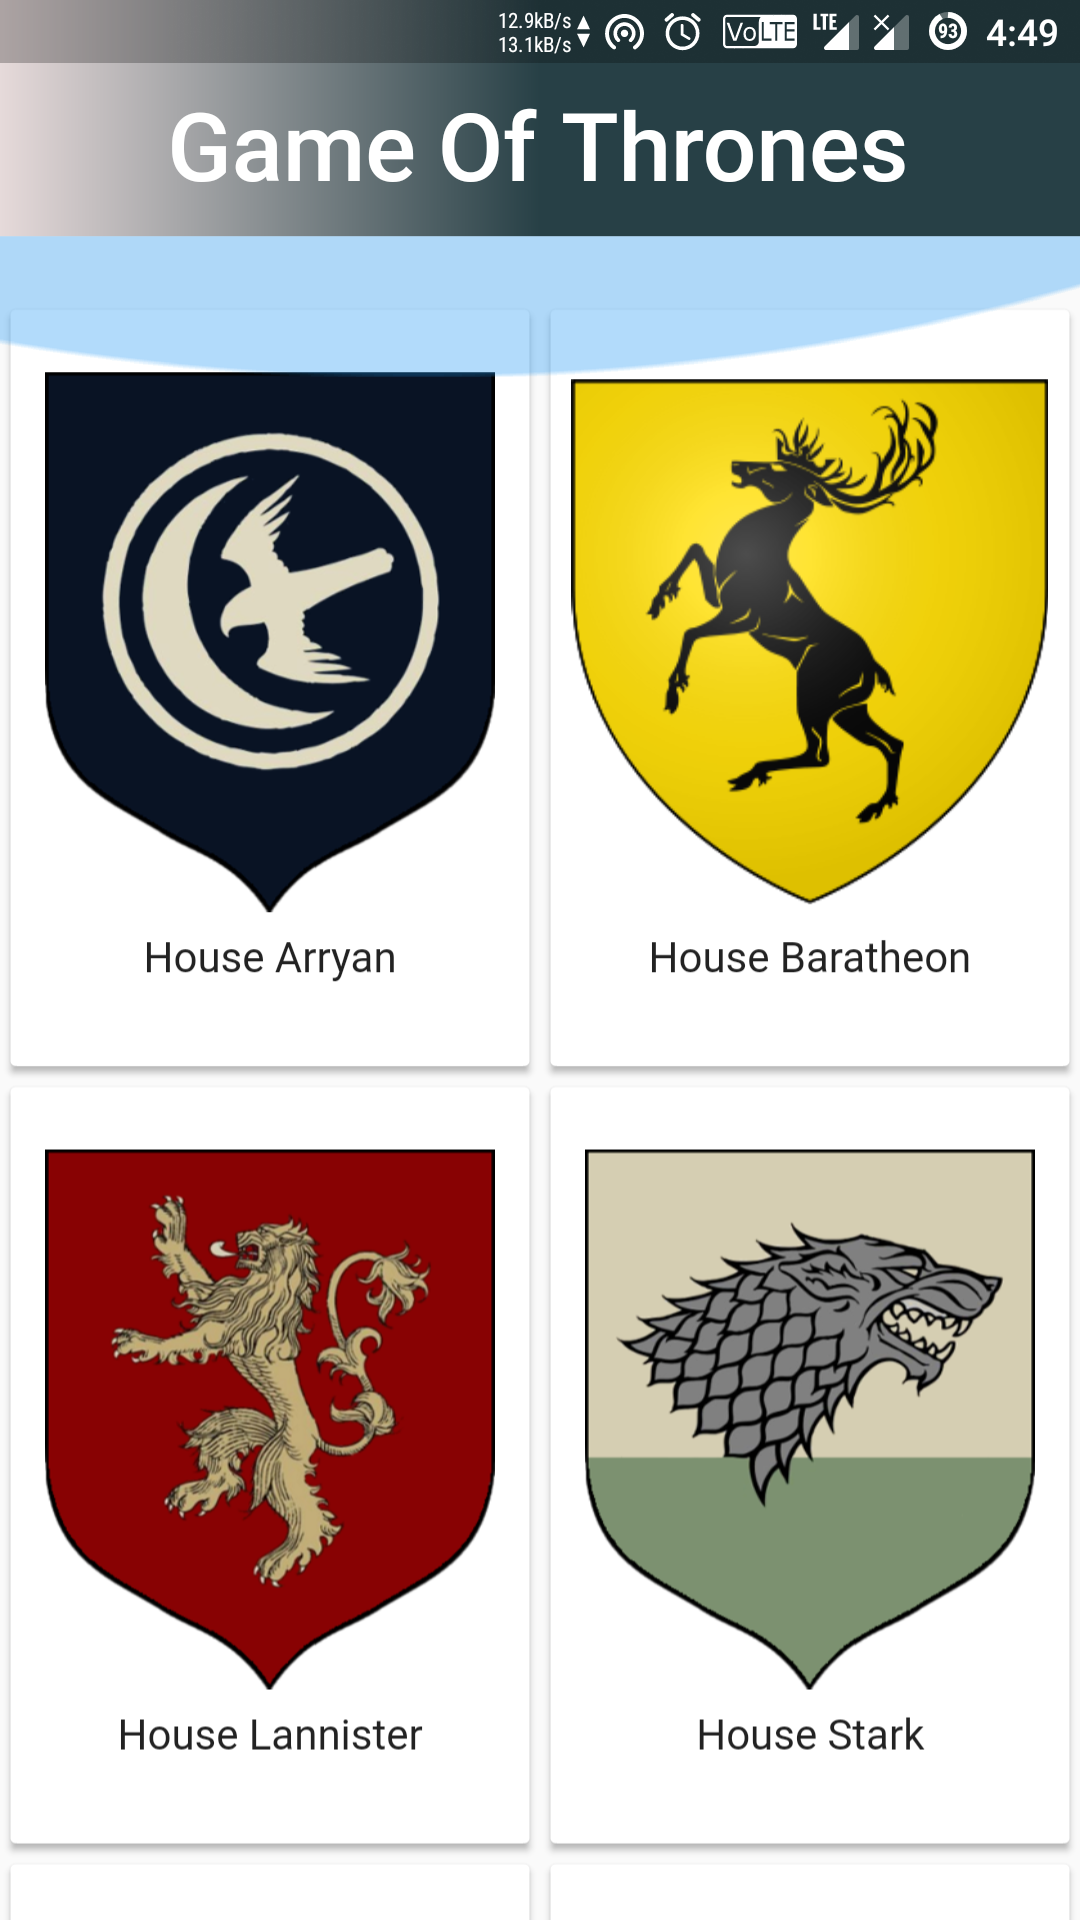 12.9kB/s
13.1kB/s
VoLTE
LTE
93
4:49
Game Of Thrones
House Arryan
House Baratheon
House Lannister
House Stark